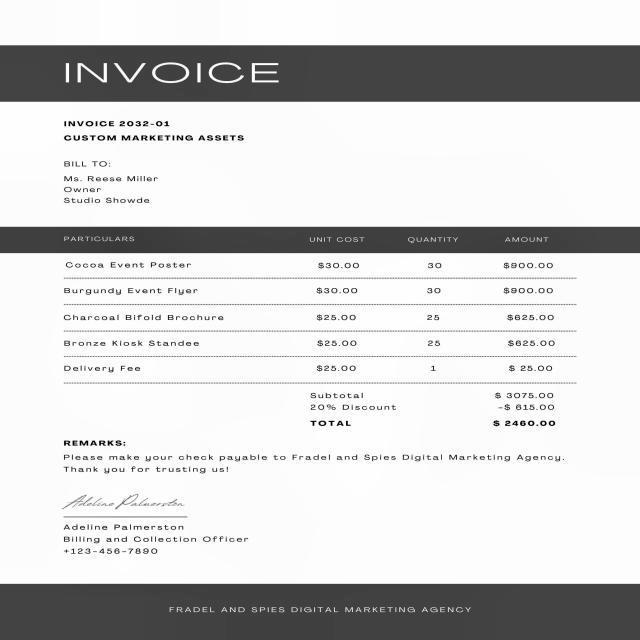 INVOICE
INVOICE 2032-01
CUSTOM MARKETING ASSETS
BILL TO:
Ms. Reese Miller
Owner
Studio Showde
PARTICULARS UNIT COST QUANTITY AMOUNT
Cocoa Event Poster $30.00 30 $900.00
Burgundy Event Flyer $30.00 30 $900.00
Charcoal Bifold Brochure $25.00 25 $625.00
Bronze Kiosk Standee $25.00 25 $625.00
Delivery Fee $25.00 1 $ 25.00
Subtotal $ 3075.00
20% Discount -$ 615.00
TOTAL $ 2460.00
REMARKS:
Please make your check payable to Fradel and Spies Digital Marketing Agency.
Thank you for trusting us!
Adeline Palmerston
Adeline Palmerston
Billing and Collection Officer
+123-456-7890
FRADEL AND SPIES DIGITAL MARKETING AGENCY